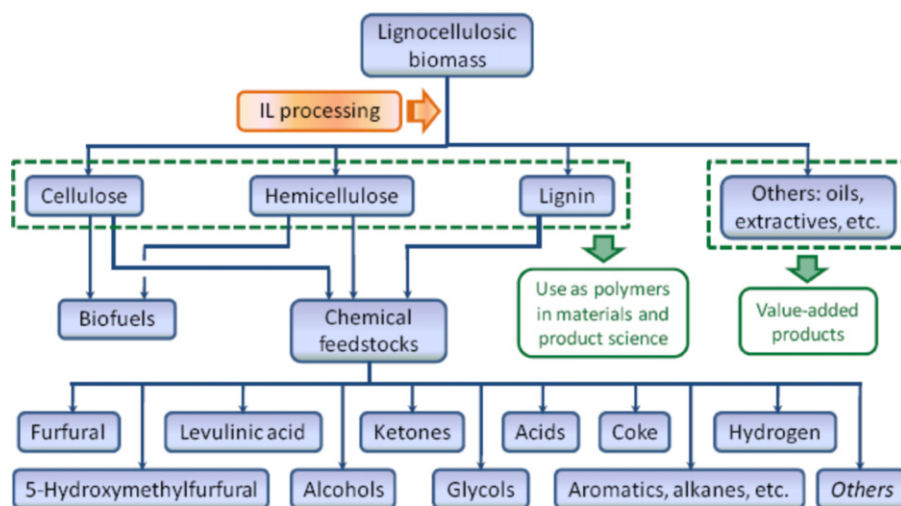 Lignocellulosic
biomass
IL processing
Cellulose
Hemicellulose
Lignin
Others: oils,
extractives, etc.
Biofuels
Chemical
feedstocks
Use as polymers
in materials and
product science
Value-added
products
Furfural
Levulinic acid
Ketones
Acids
Coke
Hydrogen
5-Hydroxymethylfurfural
Alcohols
Glycols
Aromatics, alkanes, etc.
Others